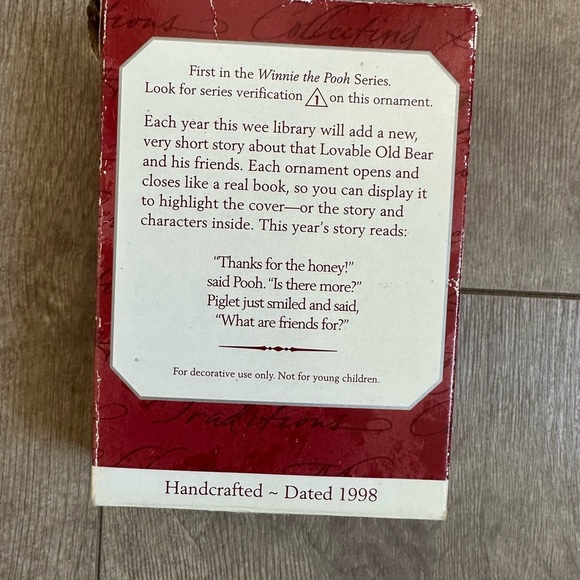 Collecting
First in the Winnie the Pooh Series.
Look for series verification 1 on this ornament.
Each year this wee library will add a new,
very short story about that Lovable Old Bear
and his friends. Each ornament opens and
closes like a real book, so you can display it
to highlight the cover—or the story and
characters inside. This year's story reads:
“Thanks for the honey!”
said Pooh. “Is there more?”
Piglet just smiled and said,
“What are friends for?”
For decorative use only. Not for young children.
Traditions
Handcrafted ~ Dated 1998